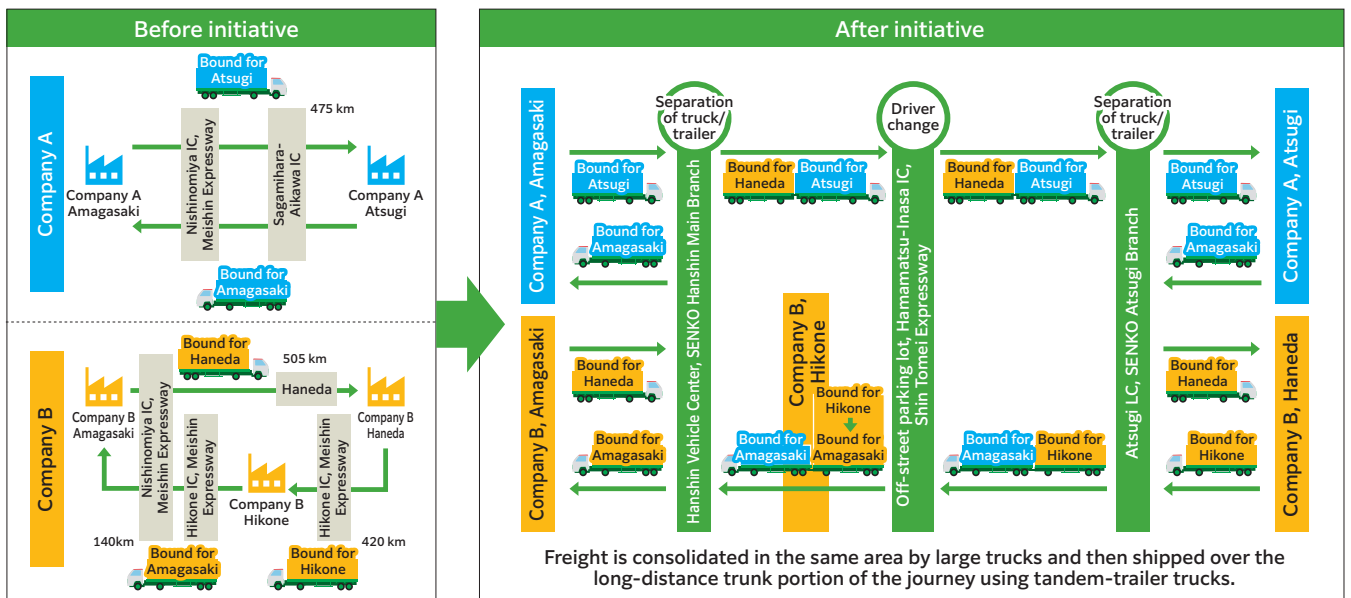 Before initiative
Company A
Bound for
Atsugi
475 km
Nishinomiya IC,
Meishin Expressway
Sagamihara-
Aikawa IC
Company A
Amagasaki
Company A
Atsugi
Bound for
Amagasaki
Company B
Bound for
Haneda
505 km
Haneda
Company B
Amagasaki
Company B
Haneda
Nishinomiya IC,
Meishin Expressway
Hikone IC, Meishin
Expressway
Company B
Hikone
Hikone IC, Meishin
Expressway
140km
Bound for
Amagasaki
Bound for
Hikone
420 km
After initiative
Company A, Amagasaki
Separation
of truck/
trailer
Driver
change
Separation
of truck/
trailer
Company A, Atsugi
Bound for
Atsugi
Bound for
Haneda
Bound for
Atsugi
Bound for
Haneda
Bound for
Atsugi
Bound for
Atsugi
Bound for
Amagasaki
Bound for
Amagasaki
Hanshin Vehicle Center, SENKO Hanshin Main Branch
Off-street parking lot, Hamamatsu-Inasa IC,
Shin Tomei Expressway
Atsugi LC, SENKO Atsugi Branch
Company B, Amagasaki
Company B,
Hikone
Company B, Haneda
Bound for
Haneda
Bound for
Haneda
Bound for
Hikone
Bound for
Amagasaki
Bound for
Amagasaki
Bound for
Amagasaki
Bound for
Amagasaki
Bound for
Hikone
Bound for
Hikone
Freight is consolidated in the same area by large trucks and then shipped over the
long-distance trunk portion of the journey using tandem-trailer trucks.